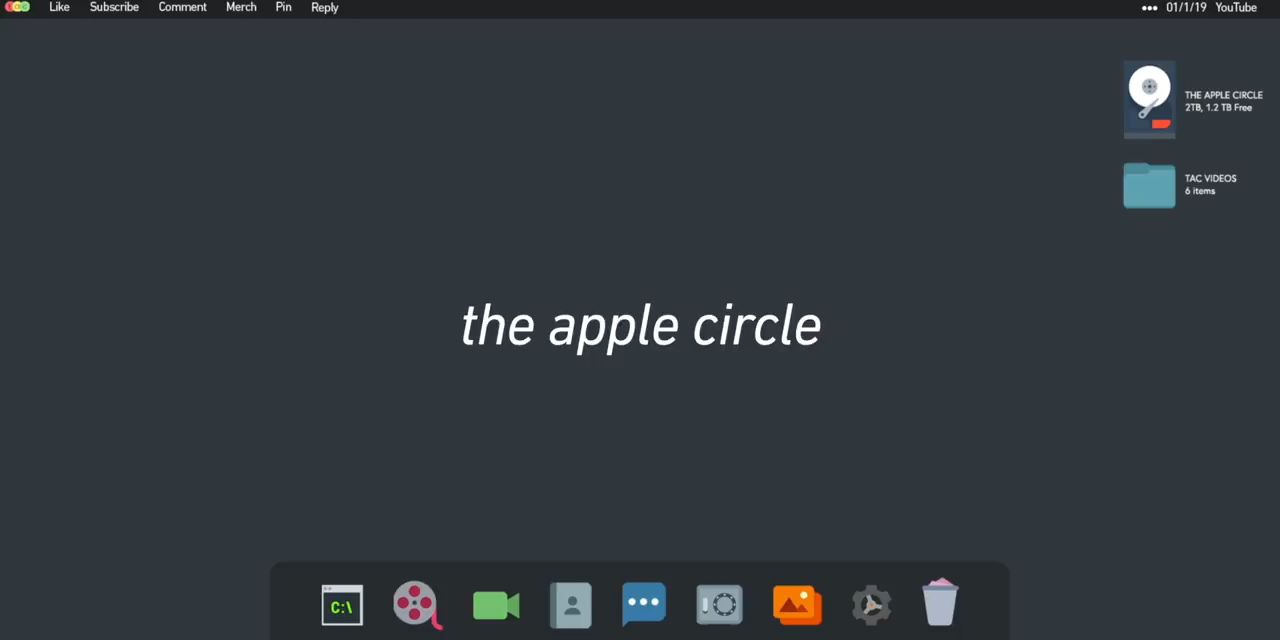 Like Subscribe Comment Merch Pin Reply ••• 01/1/19 YouTube
THE APPLE CIRCLE
2TB, 1.2 TB Free
TAC VIDEOS
6 items
the apple circle
C:\